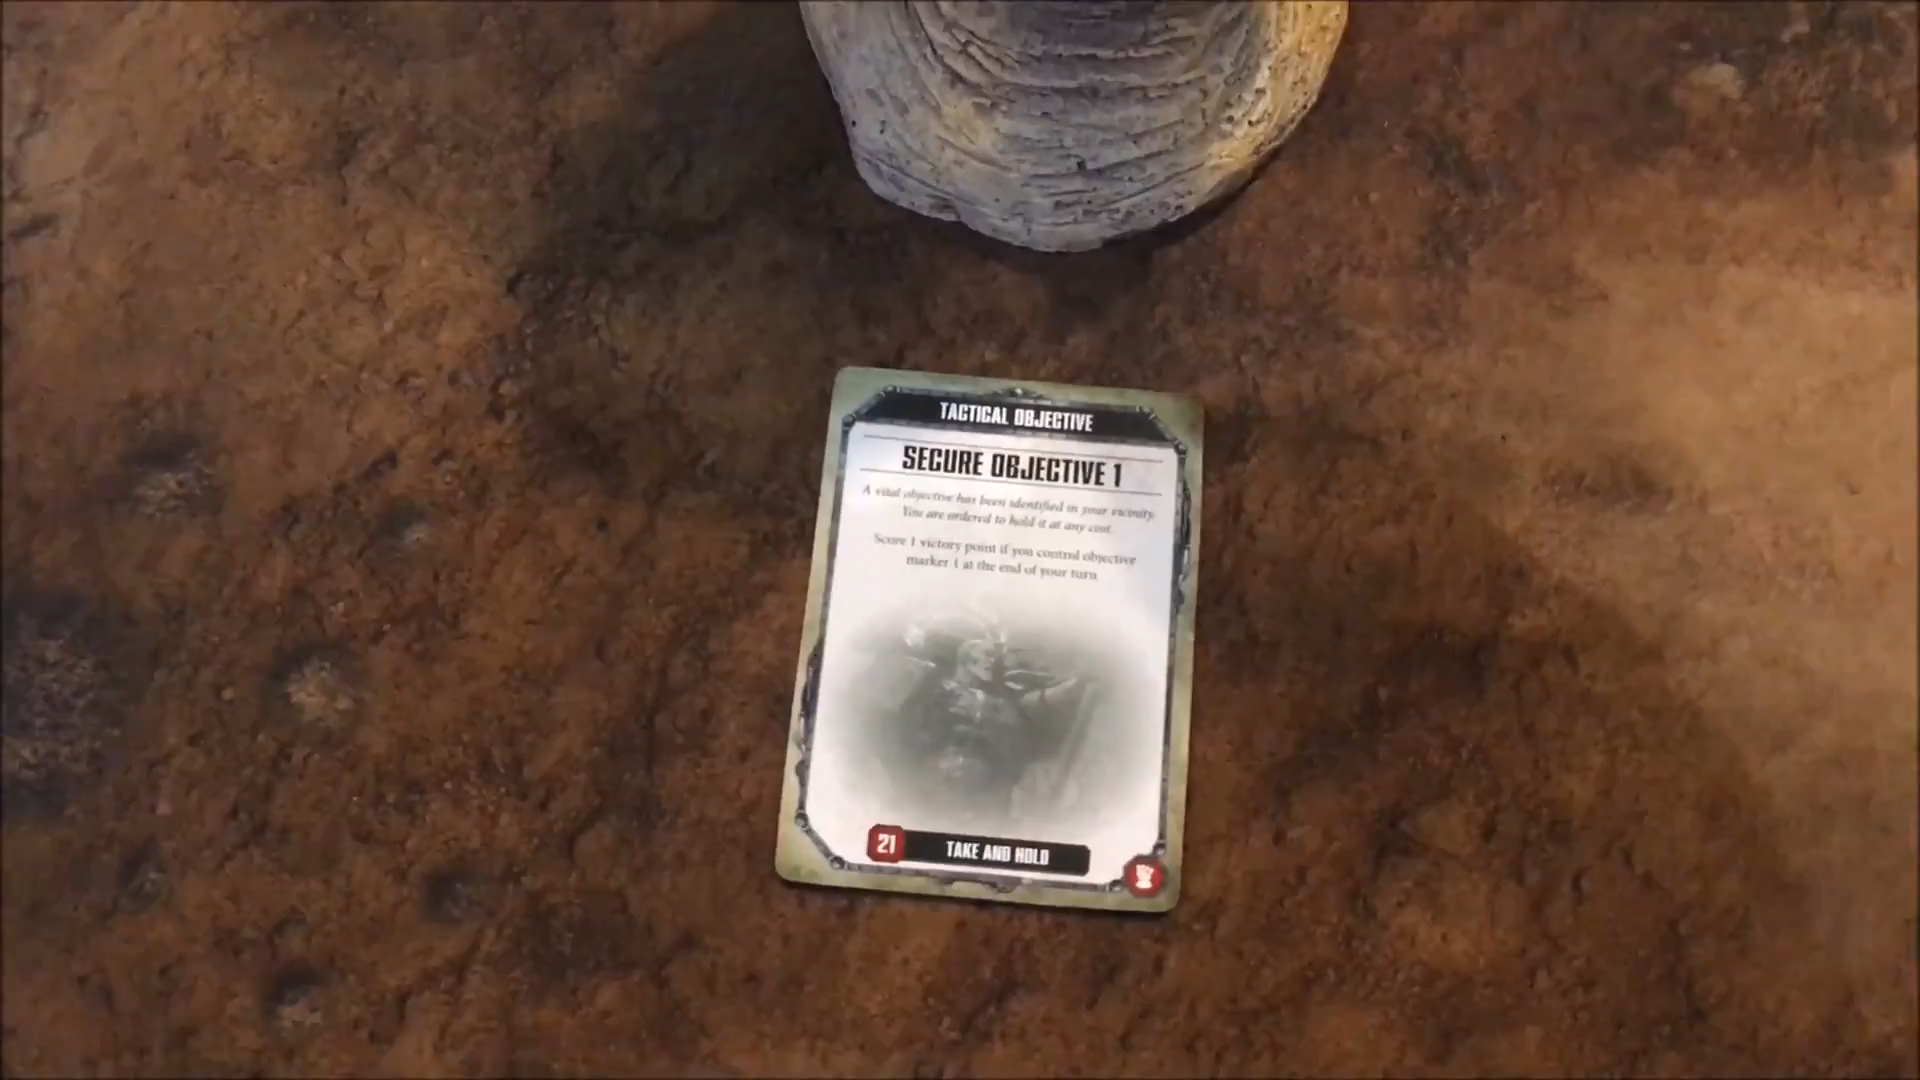 TACTICAL OBJECTIVE
SECURE OBJECTIVE 1
A vital objective has been identified in your vicinity.
You are ordered to hold it at any cost.
Score 1 victory point if you control objective
marker 1 at the end of your turn.
21
TAKE AND HOLD